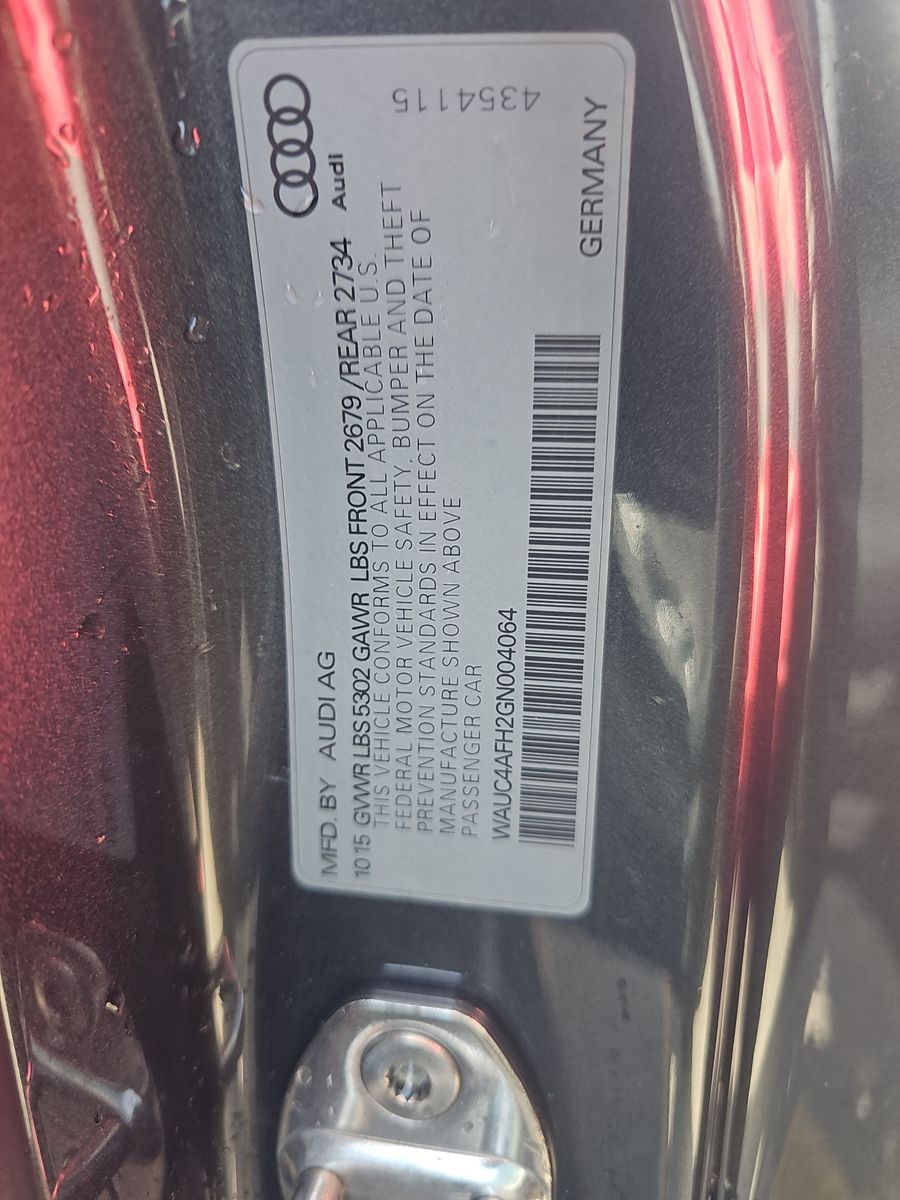 Audi
MFD. BY AUDI AG
10 15 GVWR LBS 5302 GAWR LBS FRONT 2679 /REAR 2734
THIS VEHICLE CONFORMS TO ALL APPLICABLE U.S.
FEDERAL MOTOR VEHICLE SAFETY, BUMPER AND THEFT
PREVENTION STANDARDS IN EFFECT ON THE DATE OF
MANUFACTURE SHOWN ABOVE
PASSENGER CAR
4354115
WAUC4AFH2GN004064
GERMANY